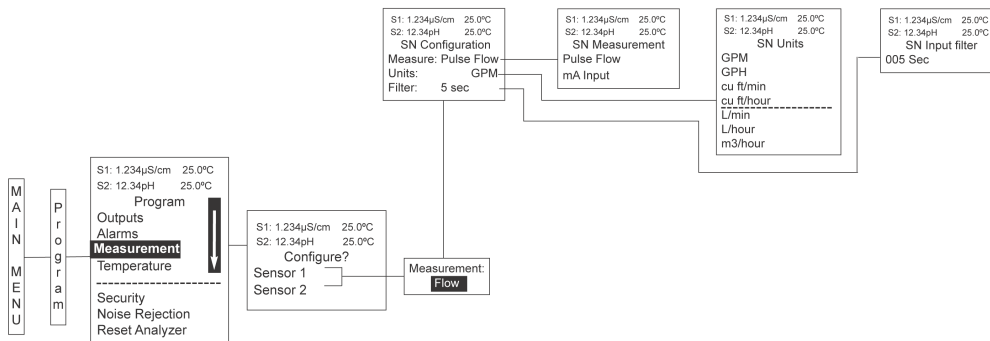 MAIN MENU
Program
S1: 1.234µS/cm 25.0ºC
S2: 12.34pH 25.0ºC
Program
Outputs
Alarms
Measurement
Temperature
Security
Noise Rejection
Reset Analyzer
S1: 1.234µS/cm 25.0ºC
S2: 12.34pH 25.0ºC
Configure?
Sensor 1
Sensor 2
Measurement:
Flow
S1: 1.234µS/cm 25.0ºC
S2: 12.34pH 25.0ºC
SN Configuration
Measure: Pulse Flow
Units: GPM
Filter: 5 sec
S1: 1.234µS/cm 25.0ºC
S2: 12.34pH 25.0ºC
SN Measurement
Pulse Flow
mA Input
S1: 1.234µS/cm 25.0ºC
S2: 12.34pH 25.0ºC
SN Units
GPM
GPH
cu ft/min
cu ft/hour
L/min
L/hour
m3/hour
S1: 1.234µS/cm 25.0ºC
S2: 12.34pH 25.0ºC
SN Input filter
005 Sec